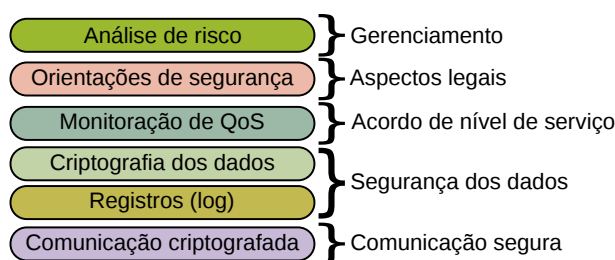 Análise de risco
Gerenciamento
Orientações de segurança
Aspectos legais
Monitoração de QoS
Acordo de nível de serviço
Criptografia dos dados
Segurança dos dados
Registros (log)
Comunicação criptografada
Comunicação segura